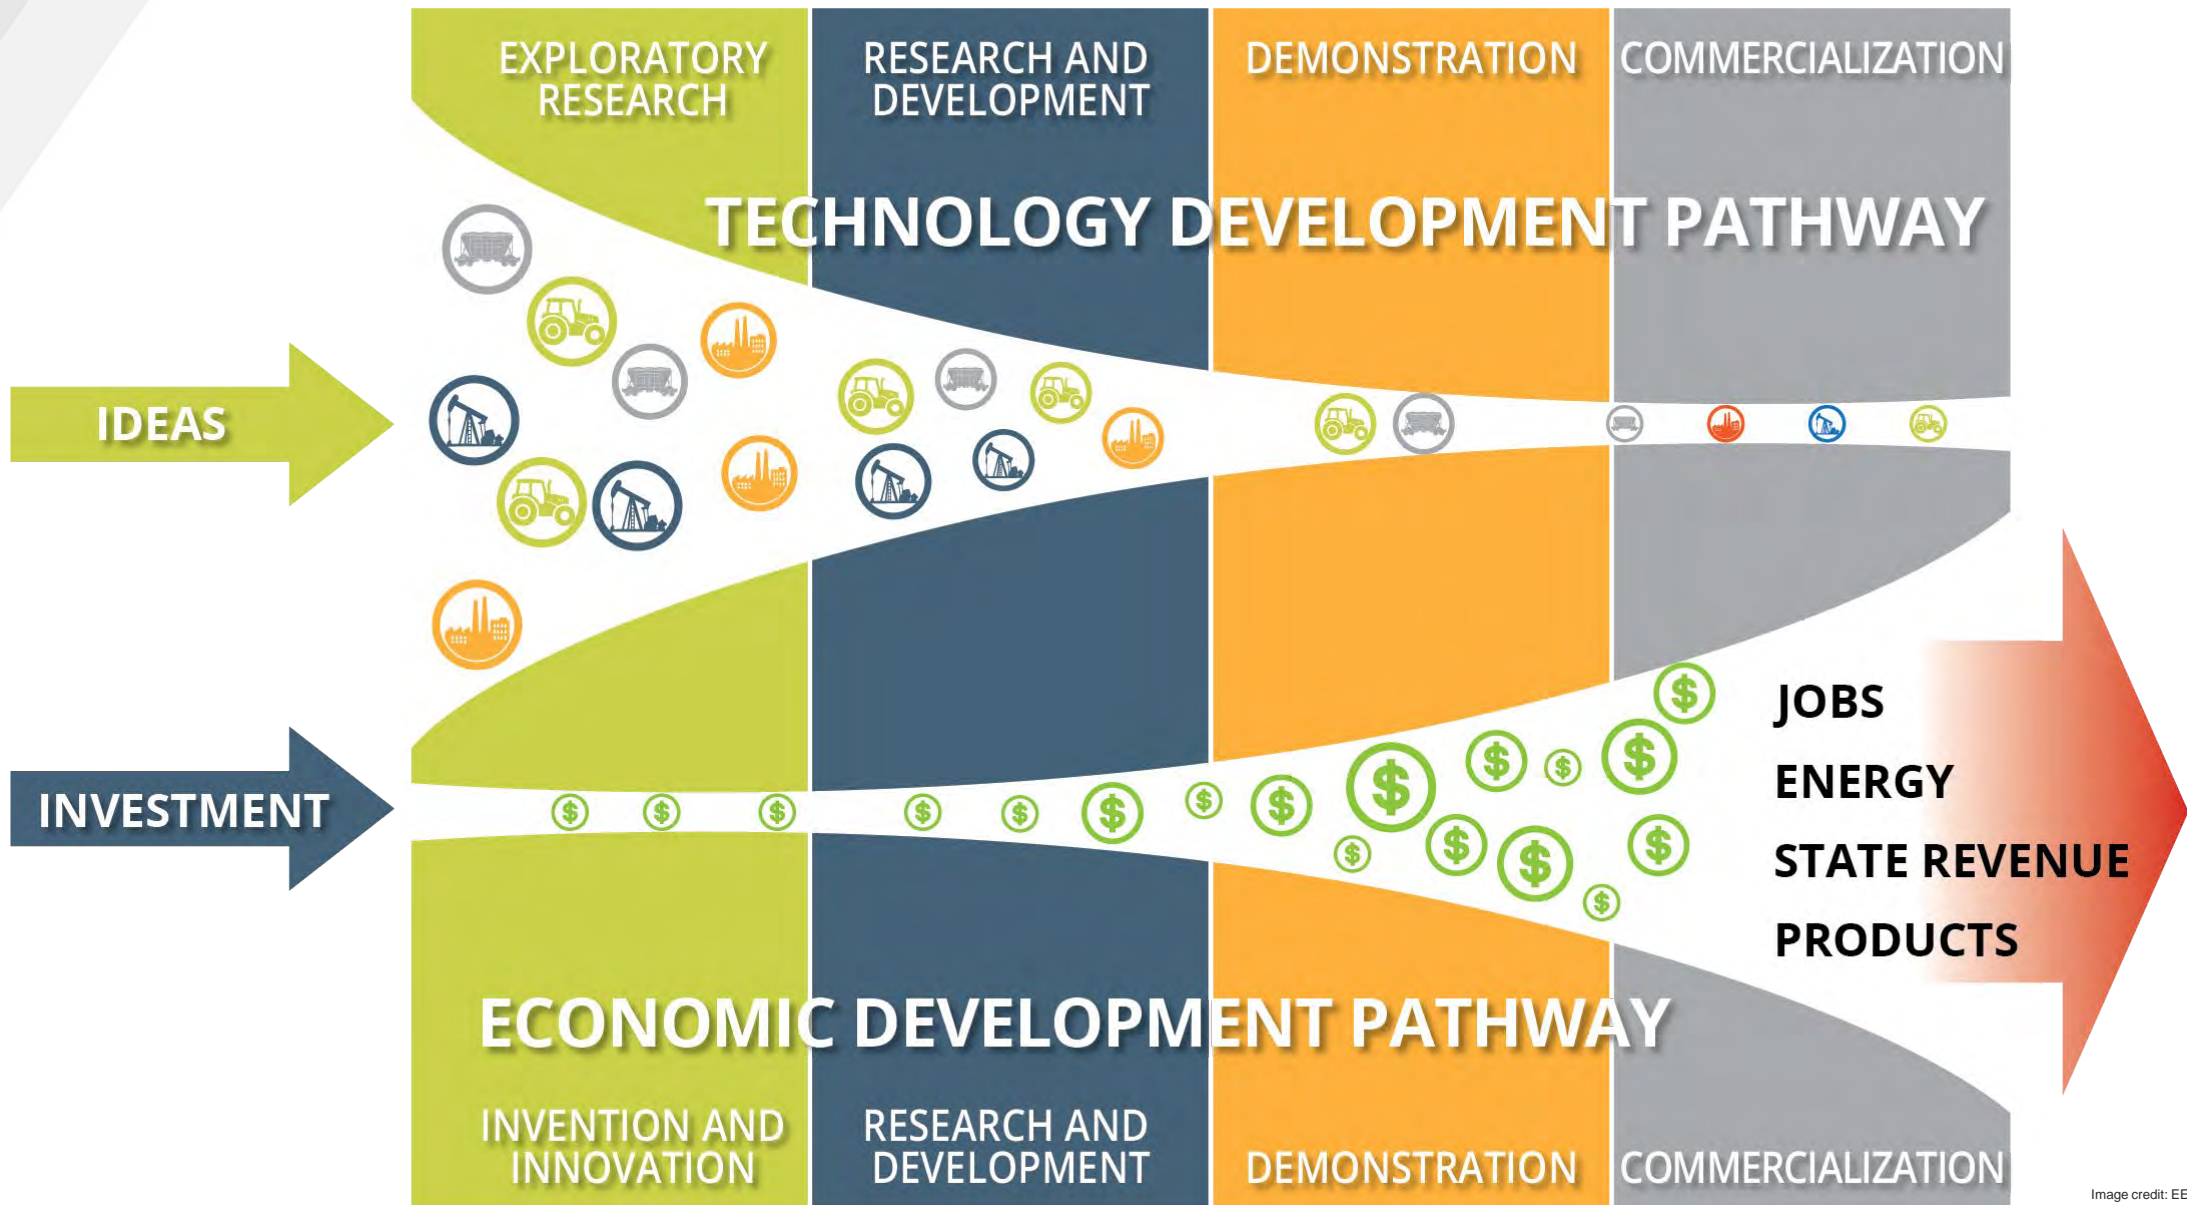 EXPLORATORY
RESEARCH
RESEARCH AND
DEVELOPMENT
DEMONSTRATION
COMMERCIALIZATION
TECHNOLOGY DEVELOPMENT PATHWAY
IDEAS
INVESTMENT
$ $ $ $ $ $ $ $ $ $ $ $ $ $ $ $ $ $
JOBS
ENERGY
STATE REVENUE
PRODUCTS
ECONOMIC DEVELOPMENT PATHWAY
INVENTION AND
INNOVATION
RESEARCH AND
DEVELOPMENT
DEMONSTRATION
COMMERCIALIZATION
Image credit: EE